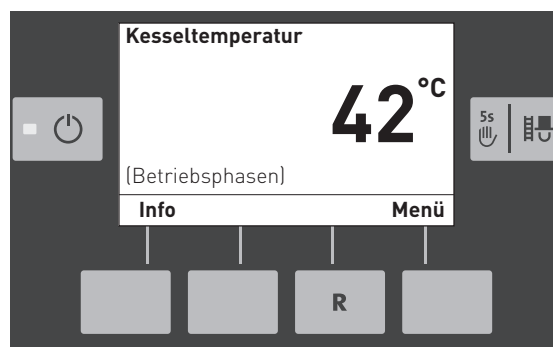 Kesseltemperatur
42 °C
5s
(Betriebsphasen)
Info Menü
R